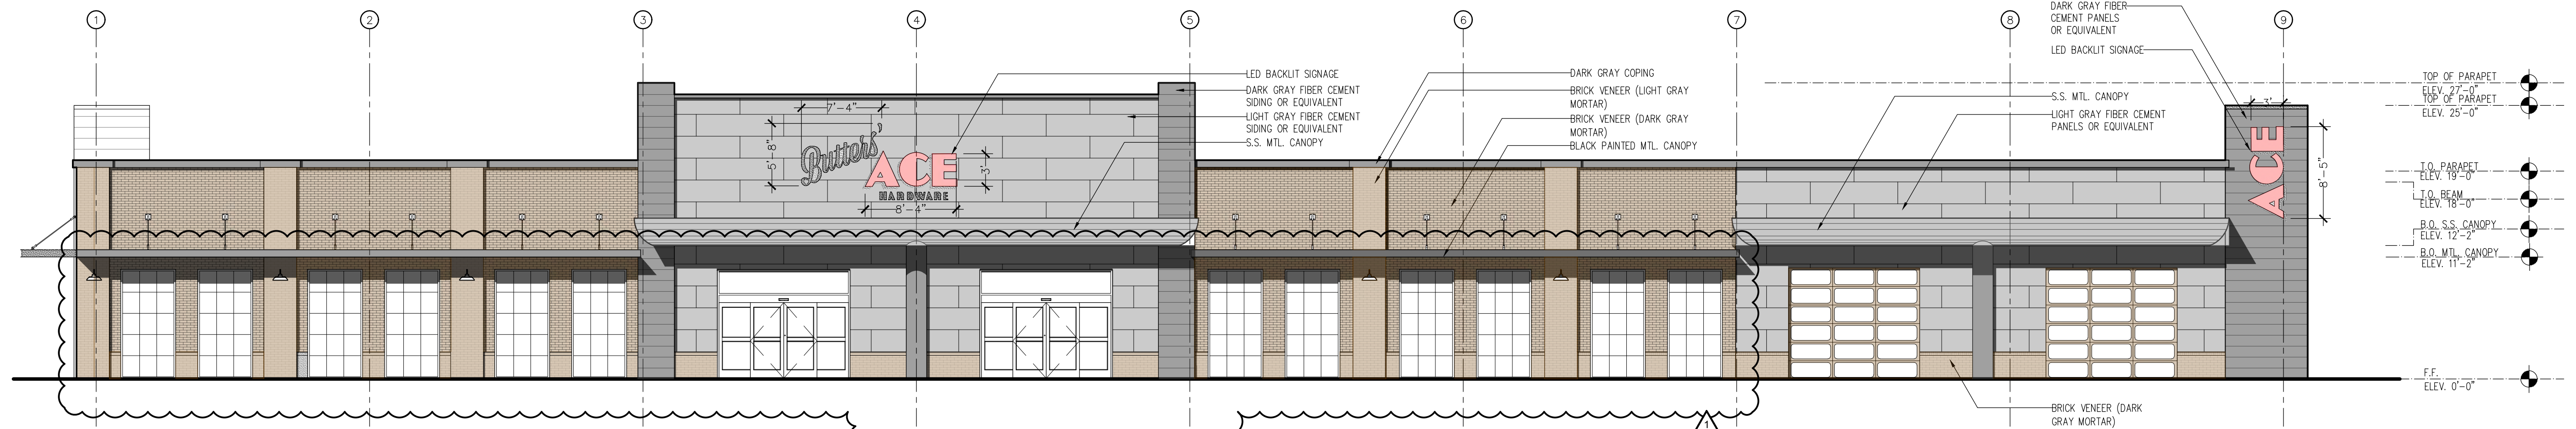 1
2
3
4
5
6
7
8
9
DARK GRAY FIBER
CEMENT PANELS
OR EQUIVALENT
LED BACKLIT SIGNAGE
LED BACKLIT SIGNAGE
DARK GRAY FIBER CEMENT
SIDING OR EQUIVALENT
LIGHT GRAY FIBER CEMENT
SIDING OR EQUIVALENT
S.S. MTL. CANOPY
DARK GRAY COPING
BRICK VENEER (LIGHT GRAY
MORTAR)
BRICK VENEER (DARK GRAY
MORTAR)
BLACK PAINTED MTL. CANOPY
S.S. MTL. CANOPY
LIGHT GRAY FIBER CEMENT
PANELS OR EQUIVALENT
TOP OF PARAPET
ELEV. 27'-0"
TOP OF PARAPET
ELEV. 25'-0"
T.O. PARAPET
ELEV. 19'-0"
T.O. BEAM
ELEV. 18'-0"
B.O. S.S. CANOPY
ELEV. 12'-2"
B.O. MTL. CANOPY
ELEV. 11'-2"
F.F.
ELEV. 0'-0"
7'-4"
5'-8"
Butters'
ACE
HARDWARE
3'
8'-4"
3'
ACE
8'-5"
BRICK VENEER (DARK
GRAY MORTAR)
1